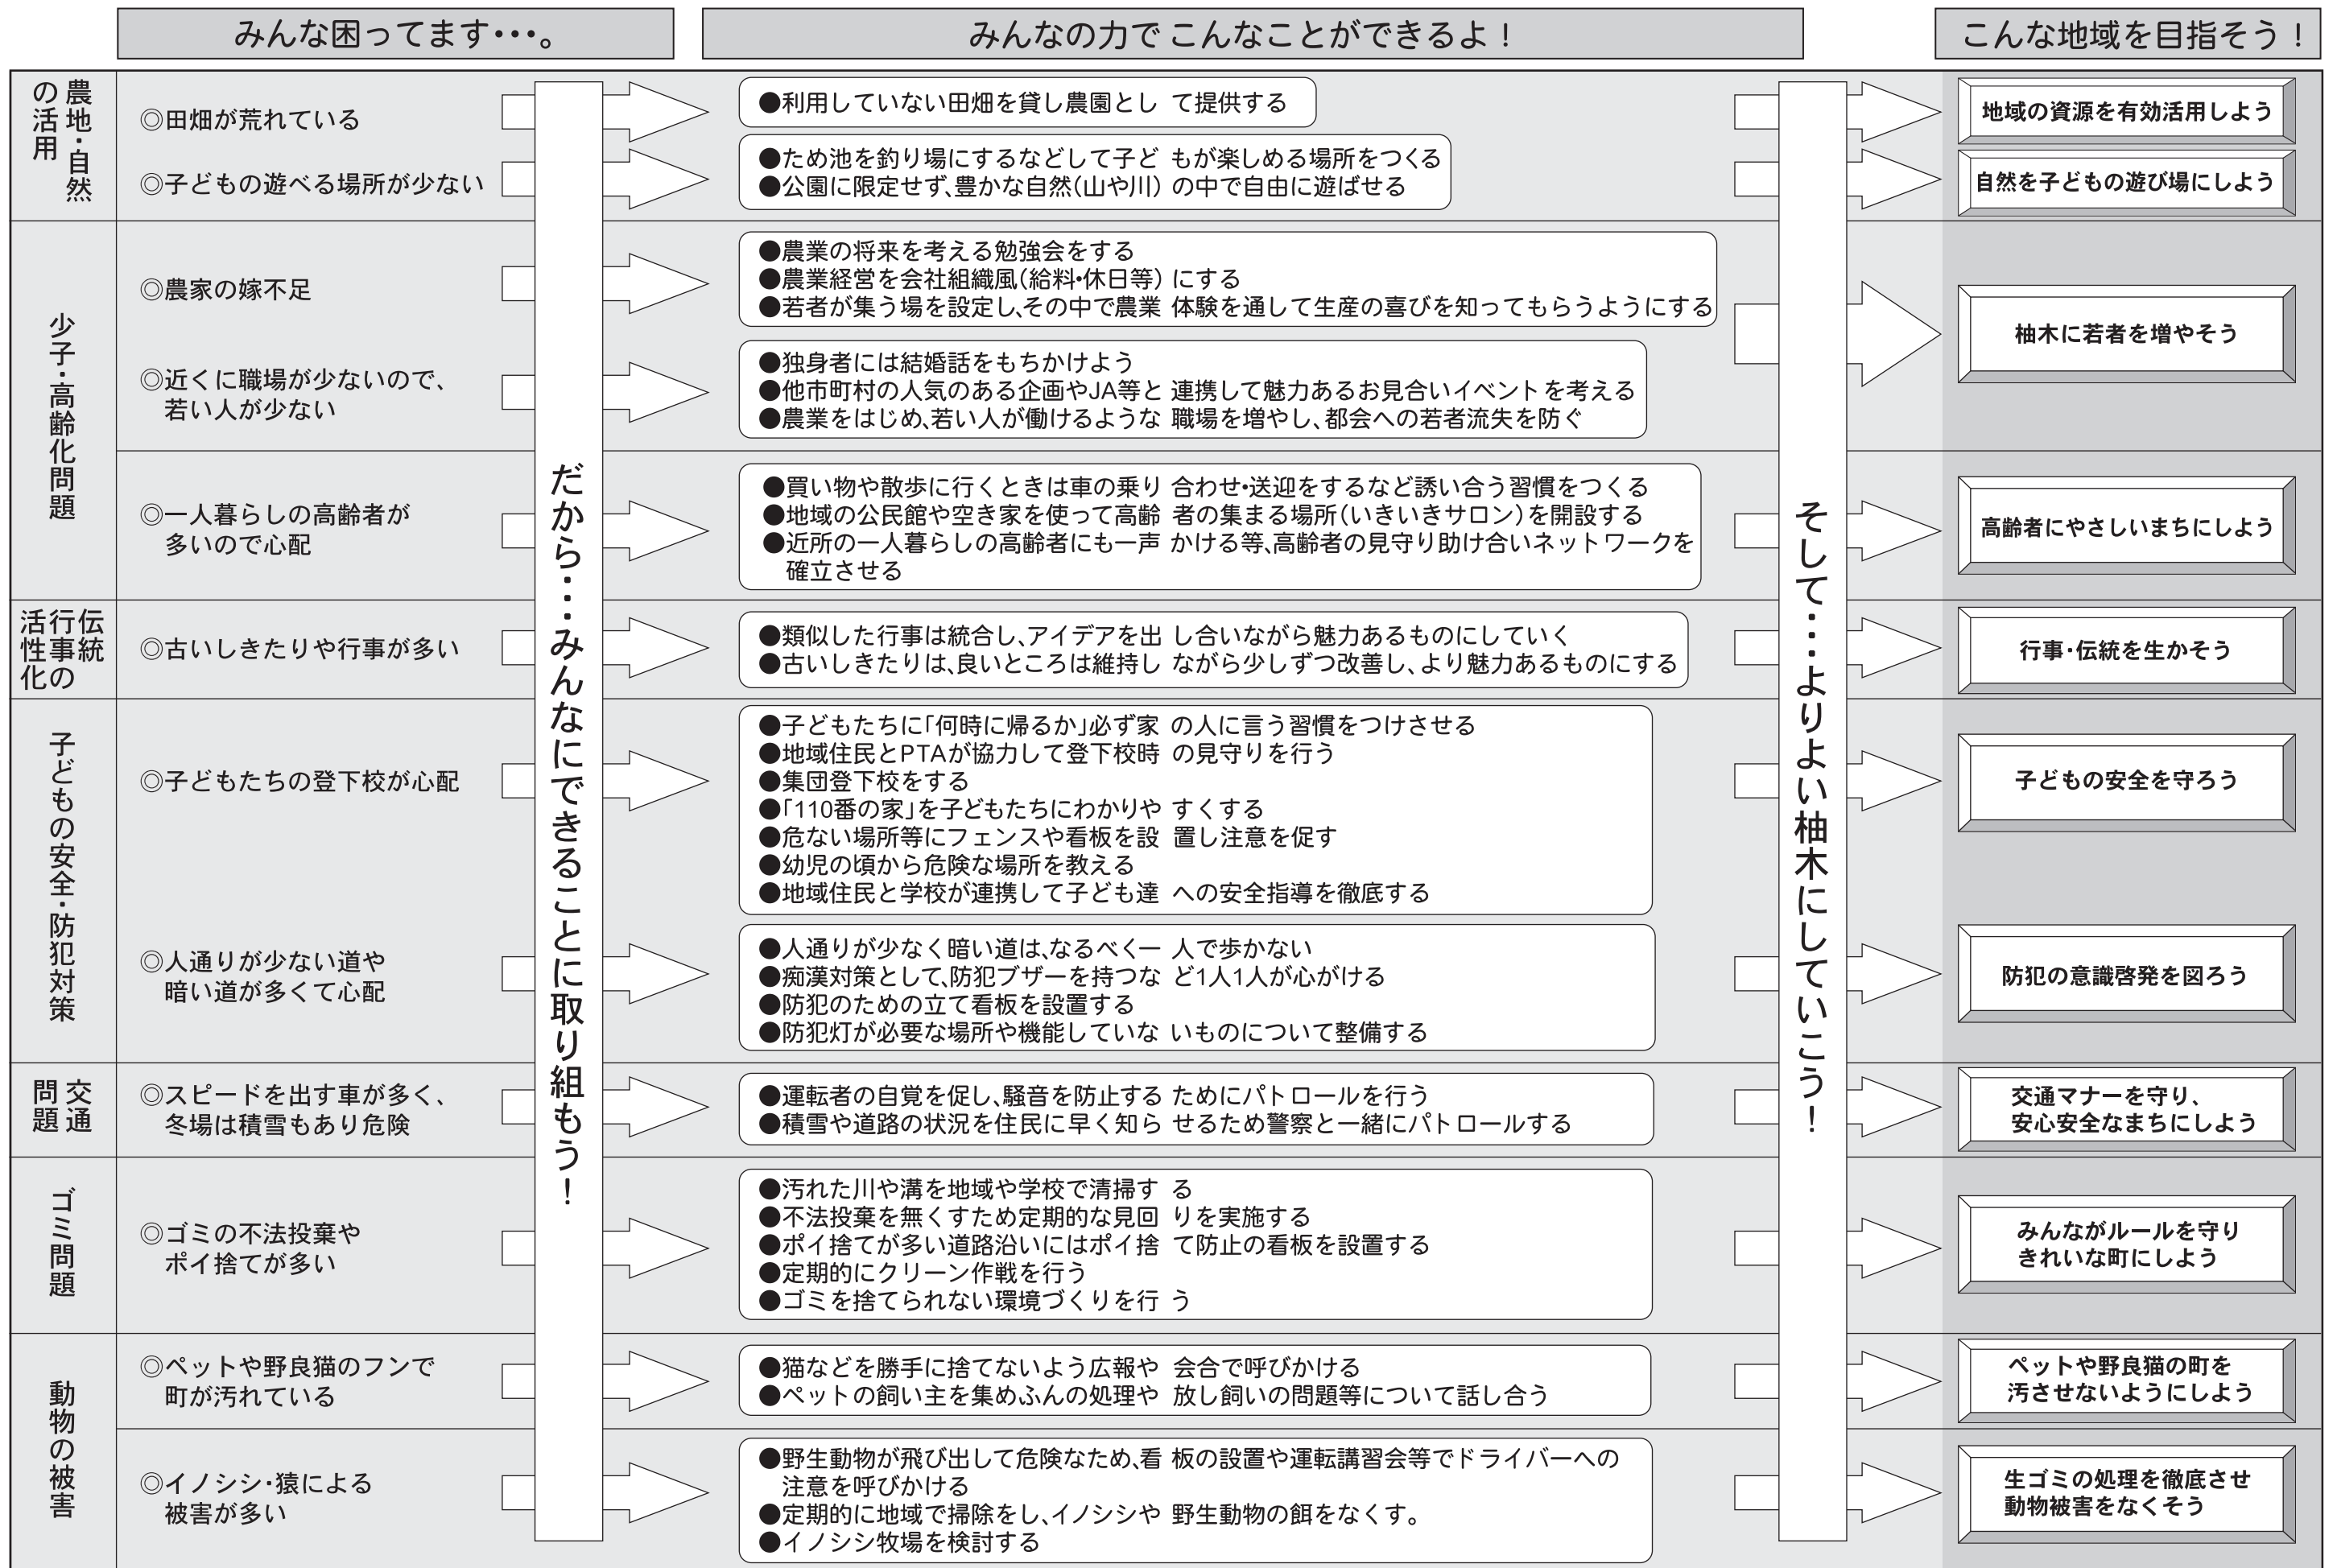 みんな困ってます･･･。
みんなの力で こんなことができるよ！
こんな地域を目指そう！
農地・自然
の活用
◎田畑が荒れている
●利用していない田畑を貸し農園とし て提供する
地域の資源を有効活用しよう
◎子どもの遊べる場所が少ない
●ため池を釣り場にするなどして子ど もが楽しめる場所をつくる
●公園に限定せず、豊かな自然（山や川） の中で自由に遊ばせる
自然を子どもの遊び場にしよう
少子・高齢化問題
◎農家の嫁不足
●農業の将来を考える勉強会をする
●農業経営を会社組織風（給料・休日等） にする
●若者が集う場を設定し、その中で農業 体験を通して生産の喜びを知ってもらうようにする
◎近くに職場が少ないので、
若い人が少ない
●独身者には結婚話をもちかけよう
●他市町村の人気のある企画やJA等と 連携して魅力あるお見合いイベントを考える
●農業をはじめ、若い人が働けるような 職場を増やし、都会への若者流失を防ぐ
柚木に若者を増やそう
◎一人暮らしの高齢者が
多いので心配
●買い物や散歩に行くときは車の乗り 合わせ・送迎をするなど誘い合う習慣をつくる
●地域の公民館や空き家を使って高齢 者の集まる場所（いきいきサロン）を開設する
●近所の一人暮らしの高齢者にも一声 かける等、高齢者の見守り助け合いネットワークを
確立させる
高齢者にやさしいまちにしよう
伝統
行事の
活性化
◎古いしきたりや行事が多い
●類似した行事は統合し、アイデアを出 し合いながら魅力あるものにしていく
●古いしきたりは、良いところは維持し ながら少しずつ改善し、より魅力あるものにする
行事・伝統を生かそう
子どもの安全・防犯対策
◎子どもたちの登下校が心配
●子どもたちに「何時に帰るか」必ず家 の人に言う習慣をつけさせる
●地域住民とPTAが協力して登下校時 の見守りを行う
●集団登下校をする
●「110番の家」を子どもたちにわかりや すくする
●危ない場所等にフェンスや看板を設 置し注意を促す
●幼児の頃から危険な場所を教える
●地域住民と学校が連携して子ども達 への安全指導を徹底する
子どもの安全を守ろう
◎人通りが少ない道や
暗い道が多くて心配
●人通りが少なく暗い道は、なるべく一 人で歩かない
●痴漢対策として、防犯ブザーを持つな ど1人1人が心がける
●防犯のための立て看板を設置する
●防犯灯が必要な場所や機能していな いものについて整備する
防犯の意識啓発を図ろう
交通
問題
◎スピードを出す車が多く、
冬場は積雪もあり危険
●運転者の自覚を促し、騒音を防止する ためにパトロールを行う
●積雪や道路の状況を住民に早く知ら せるため警察と一緒にパトロールする
交通マナーを守り、
安心安全なまちにしよう
ゴミ問題
◎ゴミの不法投棄や
ポイ捨てが多い
●汚れた川や溝を地域や学校で清掃す る
●不法投棄を無くすため定期的な見回 りを実施する
●ポイ捨てが多い道路沿いにはポイ捨 て防止の看板を設置する
●定期的にクリーン作戦を行う
●ゴミを捨てられない環境づくりを行 う
みんながルールを守り
きれいな町にしよう
動物の被害
◎ペットや野良猫のフンで
町が汚れている
●猫などを勝手に捨てないよう広報や 会合で呼びかける
●ペットの飼い主を集めふんの処理や 放し飼いの問題等について話し合う
ペットや野良猫の町を
汚させないようにしよう
◎イノシシ・猿による
被害が多い
●野生動物が飛び出して危険なため、看 板の設置や運転講習会等でドライバーへの
注意を呼びかける
●定期的に地域で掃除をし、イノシシや 野生動物の餌をなくす。
●イノシシ牧場を検討する
生ゴミの処理を徹底させ
動物被害をなくそう
だから･･･みんなにできることに取り組もう！
そして･･･よりよい柚木にしていこう！